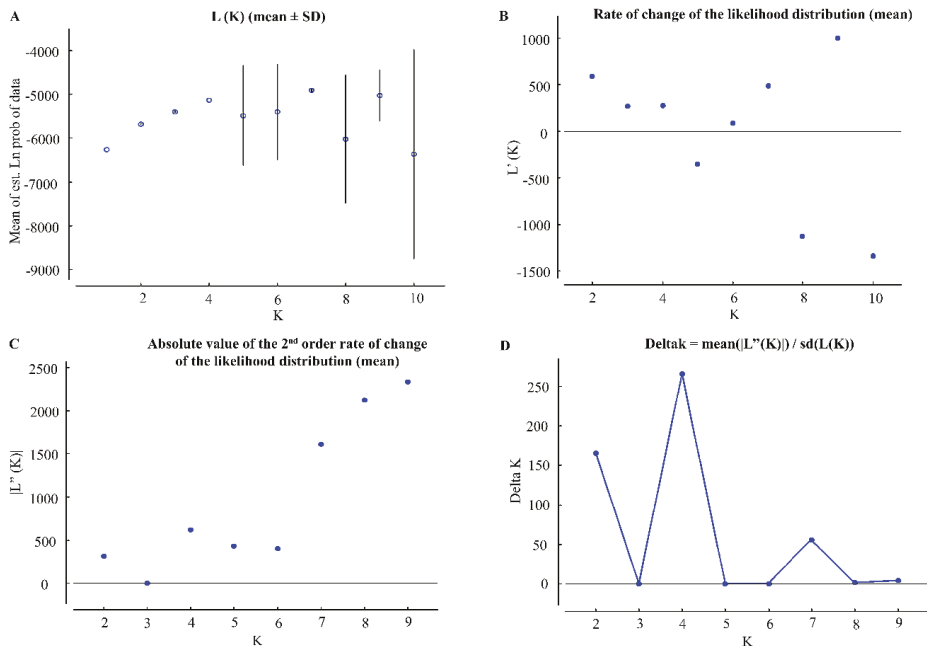 A
L (K) (mean ± SD)
Mean of est. Ln prob of data
-4000
-5000
-6000
-7000
-8000
-9000
2 4 6 8 10
K
B
Rate of change of the likelihood distribution (mean)
L' (K)
1000
500
0
-500
-1000
-1500
2 4 6 8 10
K
C
Absolute value of the 2nd order rate of change
of the likelihood distribution (mean)
|L” (K)|
2500
2000
1500
1000
500
0
2 3 4 5 6 7 8 9
K
D
Deltak = mean(|L”(K)|) / sd(L(K))
Delta K
250
200
150
100
50
0
2 3 4 5 6 7 8 9
K